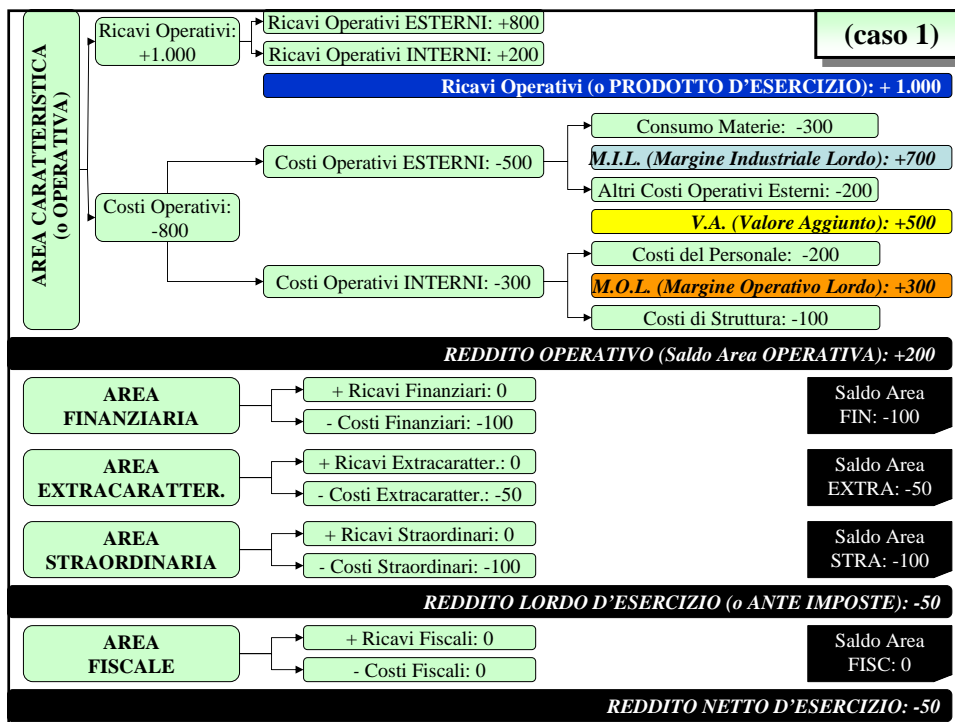 AREA CARATTERISTICA
(o OPERATIVA)
Ricavi Operativi:
+1.000
Ricavi Operativi ESTERNI: +800
Ricavi Operativi INTERNI: +200
(caso 1)
Ricavi Operativi (o PRODOTTO D'ESERCIZIO): + 1.000
Costi Operativi:
-800
Costi Operativi ESTERNI: -500
Consumo Materie: -300
M.I.L. (Margine Industriale Lordo): +700
Altri Costi Operativi Esterni: -200
V.A. (Valore Aggiunto): +500
Costi Operativi INTERNI: -300
Costi del Personale: -200
M.O.L. (Margine Operativo Lordo): +300
Costi di Struttura: -100
REDDITO OPERATIVO (Saldo Area OPERATIVA): +200
AREA
FINANZIARIA
+ Ricavi Finanziari: 0
- Costi Finanziari: -100
Saldo Area
FIN: -100
AREA
EXTRACARATTER.
+ Ricavi Extracaratter.: 0
- Costi Extracaratter.: -50
Saldo Area
EXTRA: -50
AREA
STRAORDINARIA
+ Ricavi Straordinari: 0
- Costi Straordinari: -100
Saldo Area
STRA: -100
REDDITO LORDO D'ESERCIZIO (o ANTE IMPOSTE): -50
AREA
FISCALE
+ Ricavi Fiscali: 0
- Costi Fiscali: 0
Saldo Area
FISC: 0
REDDITO NETTO D'ESERCIZIO: -50